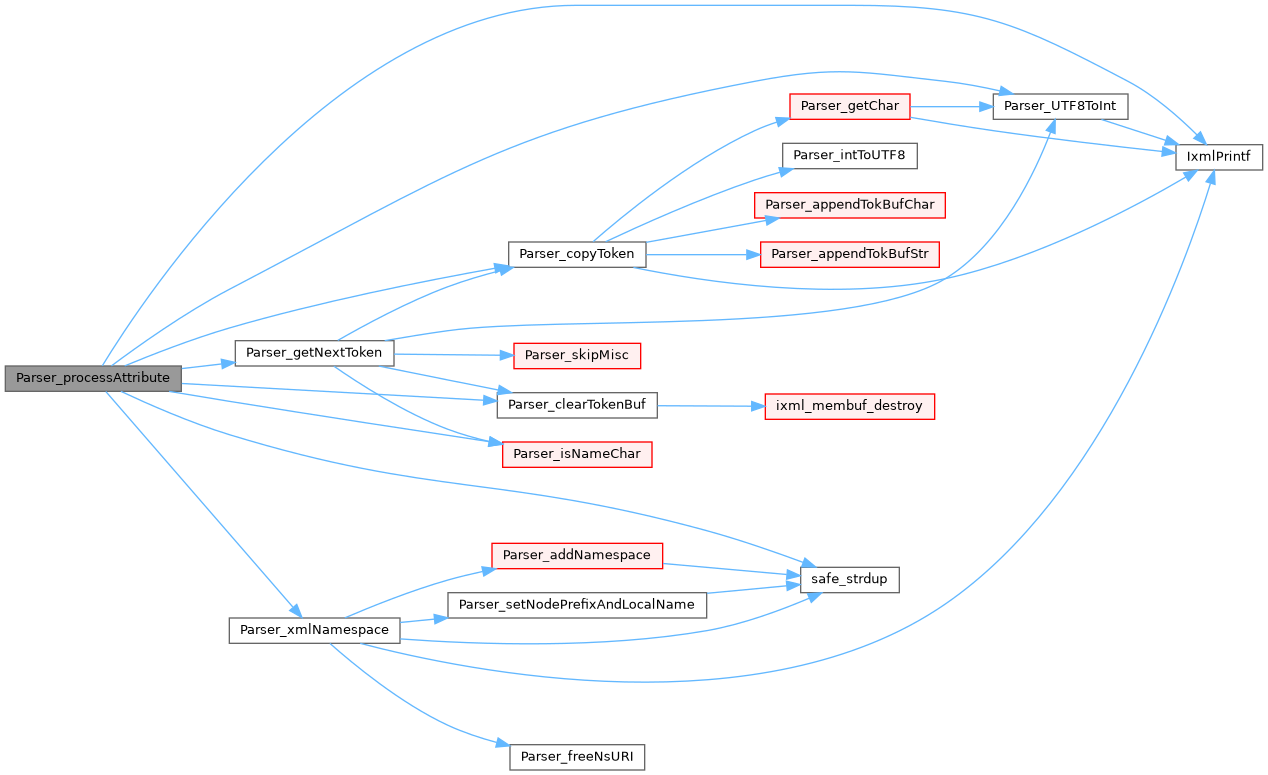 Parser_getChar
Parser_UTF8ToInt
Parser_intToUTF8
IxmlPrintf
Parser_appendTokBufChar
Parser_copyToken
Parser_appendTokBufStr
Parser_getNextToken
Parser_skipMisc
Parser_processAttribute
Parser_clearTokenBuf
ixml_membuf_destroy
Parser_isNameChar
Parser_addNamespace
safe_strdup
Parser_setNodePrefixAndLocalName
Parser_xmlNamespace
Parser_freeNsURI